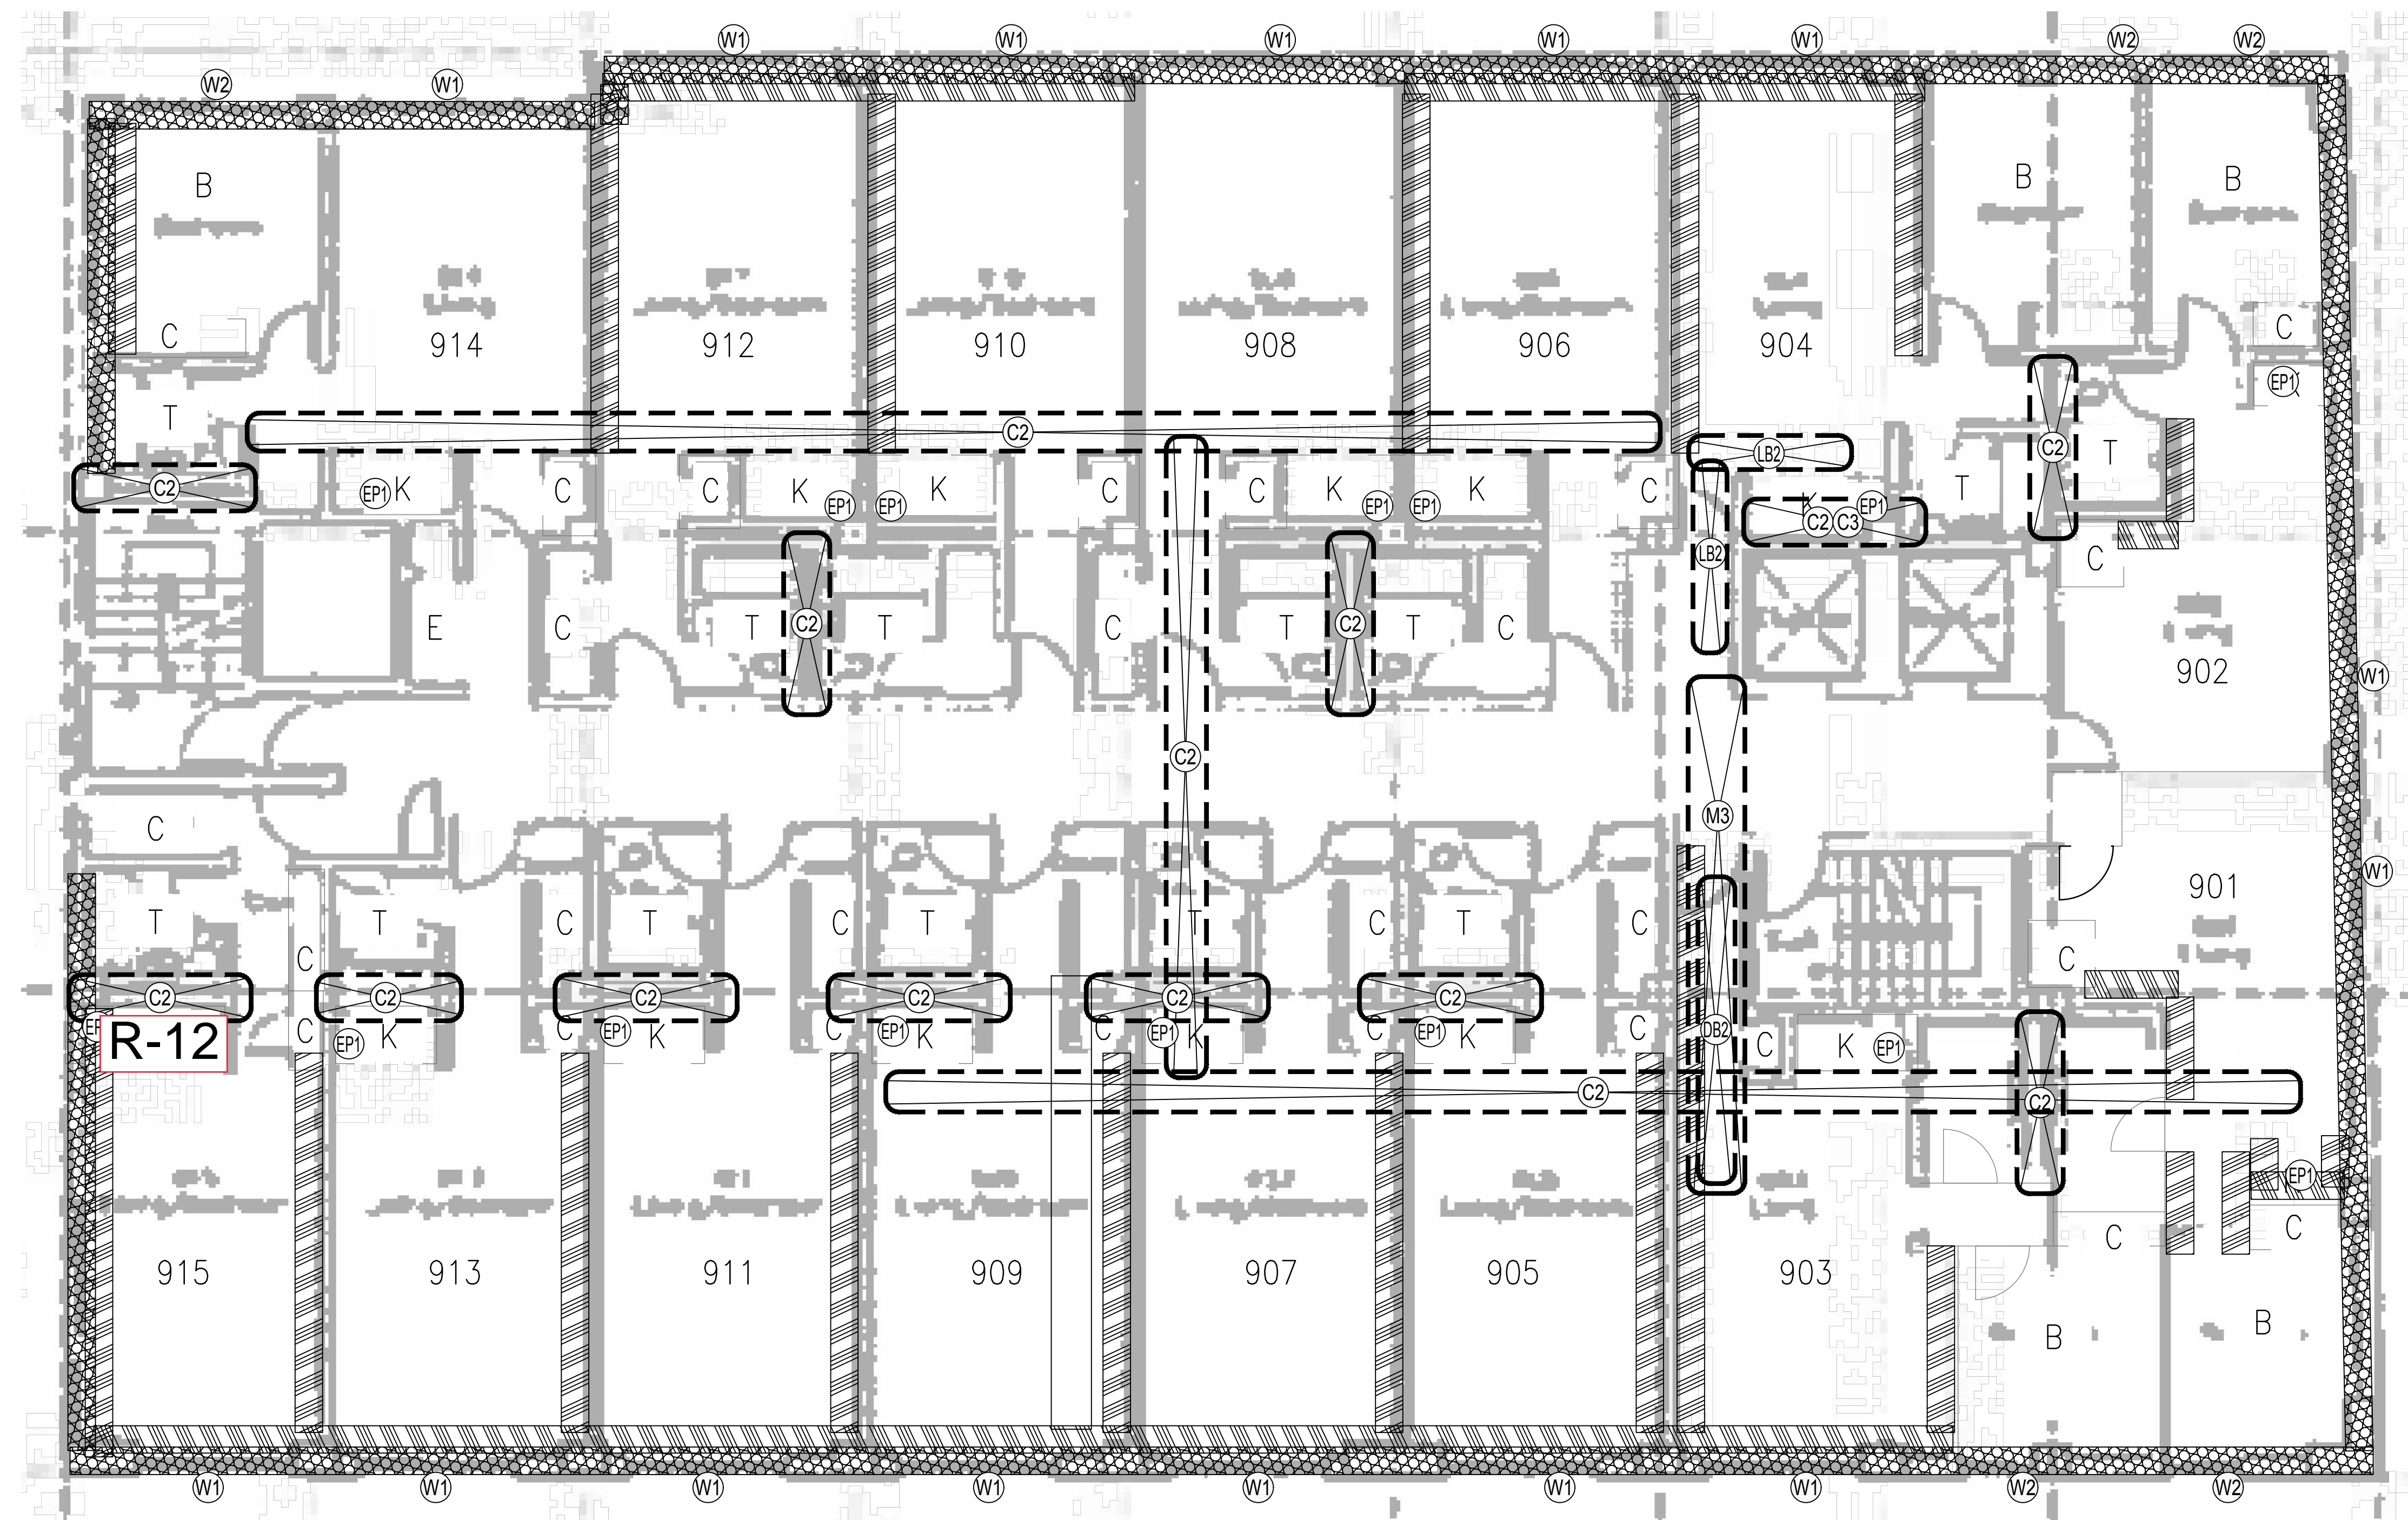 W1 W1 W1 W1 W1 W2 W2
W2 W1
B B B
C 914 912 910 908 906 904 C
EP1
T C2 LB2 C2 T
C2 EP1 K C C K EP1 EP1 K C C K EP1 EP1 K C K EP1 T
C2 C3
LB2 C
E C T C2 T C T C2 T C
902 W1
C2
C M3
W1
901
T T C T C T C T C T C
C C
C2 C2 C2 C2 C2 C2
R-12 C EP1 K C EP1 K C EP1 K C EP1 K C EP1 K C DB2 C K EP1
C2 C2
EP1
C C
915 913 911 909 907 905 903
B B
W1 W1 W1 W1 W1 W1 W1 W2 W2